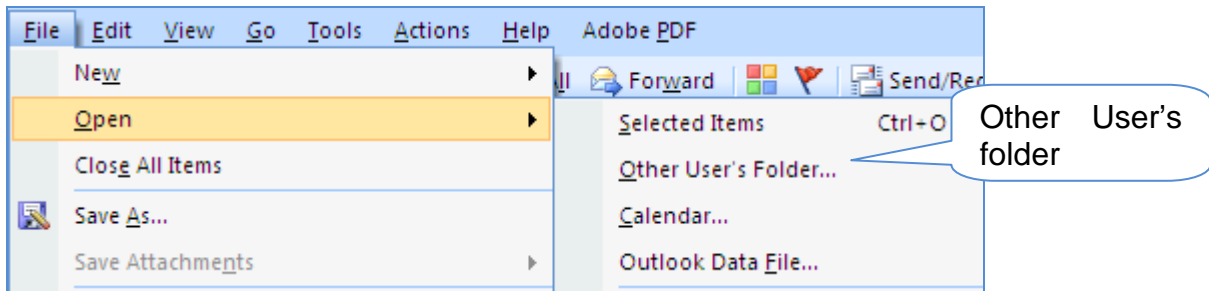 File Edit View Go Tools Actions Help Adobe PDF
New
Forward Send/Rec
Open
Selected Items Ctrl+O
Other User's
folder
Close All Items
Other User's Folder...
Save As...
Calendar...
Save Attachments
Outlook Data File...